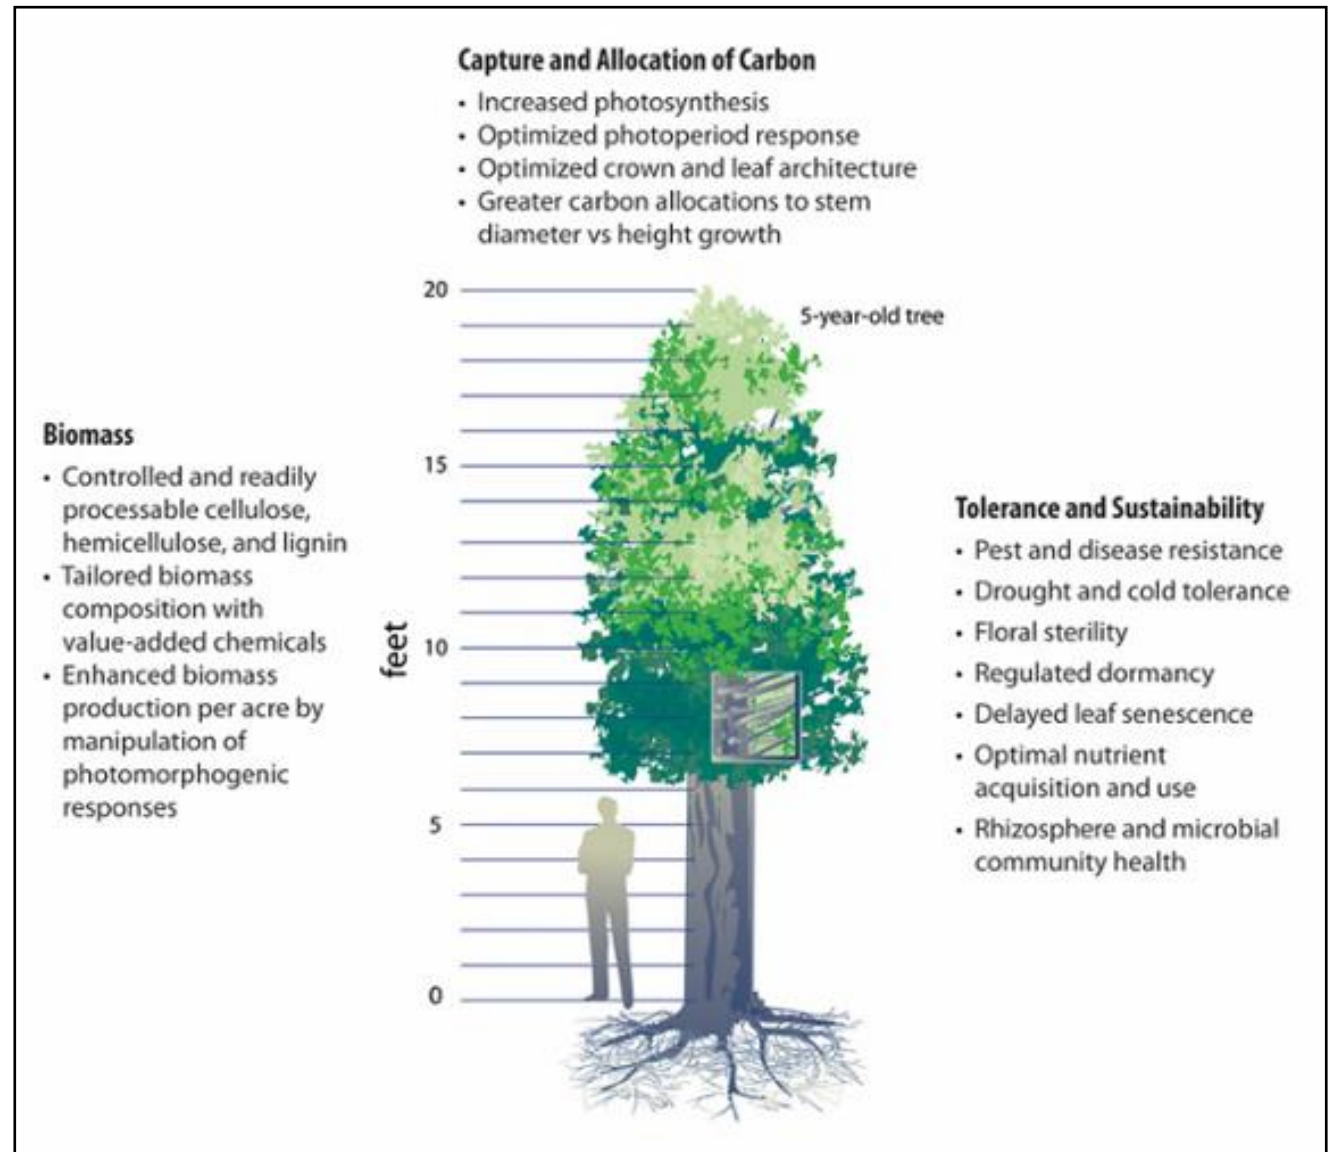 Capture and Allocation of Carbon
• Increased photosynthesis
• Optimized photoperiod response
• Optimized crown and leaf architecture
• Greater carbon allocations to stem
diameter vs height growth
20
5-year-old tree
Biomass
• Controlled and readily
processable cellulose,
hemicellulose, and lignin
• Tailored biomass
composition with
value-added chemicals
• Enhanced biomass
production per acre by
manipulation of
photomorphogenic
responses
15
feet
10
5
0
Tolerance and Sustainability
• Pest and disease resistance
• Drought and cold tolerance
• Floral sterility
• Regulated dormancy
• Delayed leaf senescence
• Optimal nutrient
acquisition and use
• Rhizosphere and microbial
community health